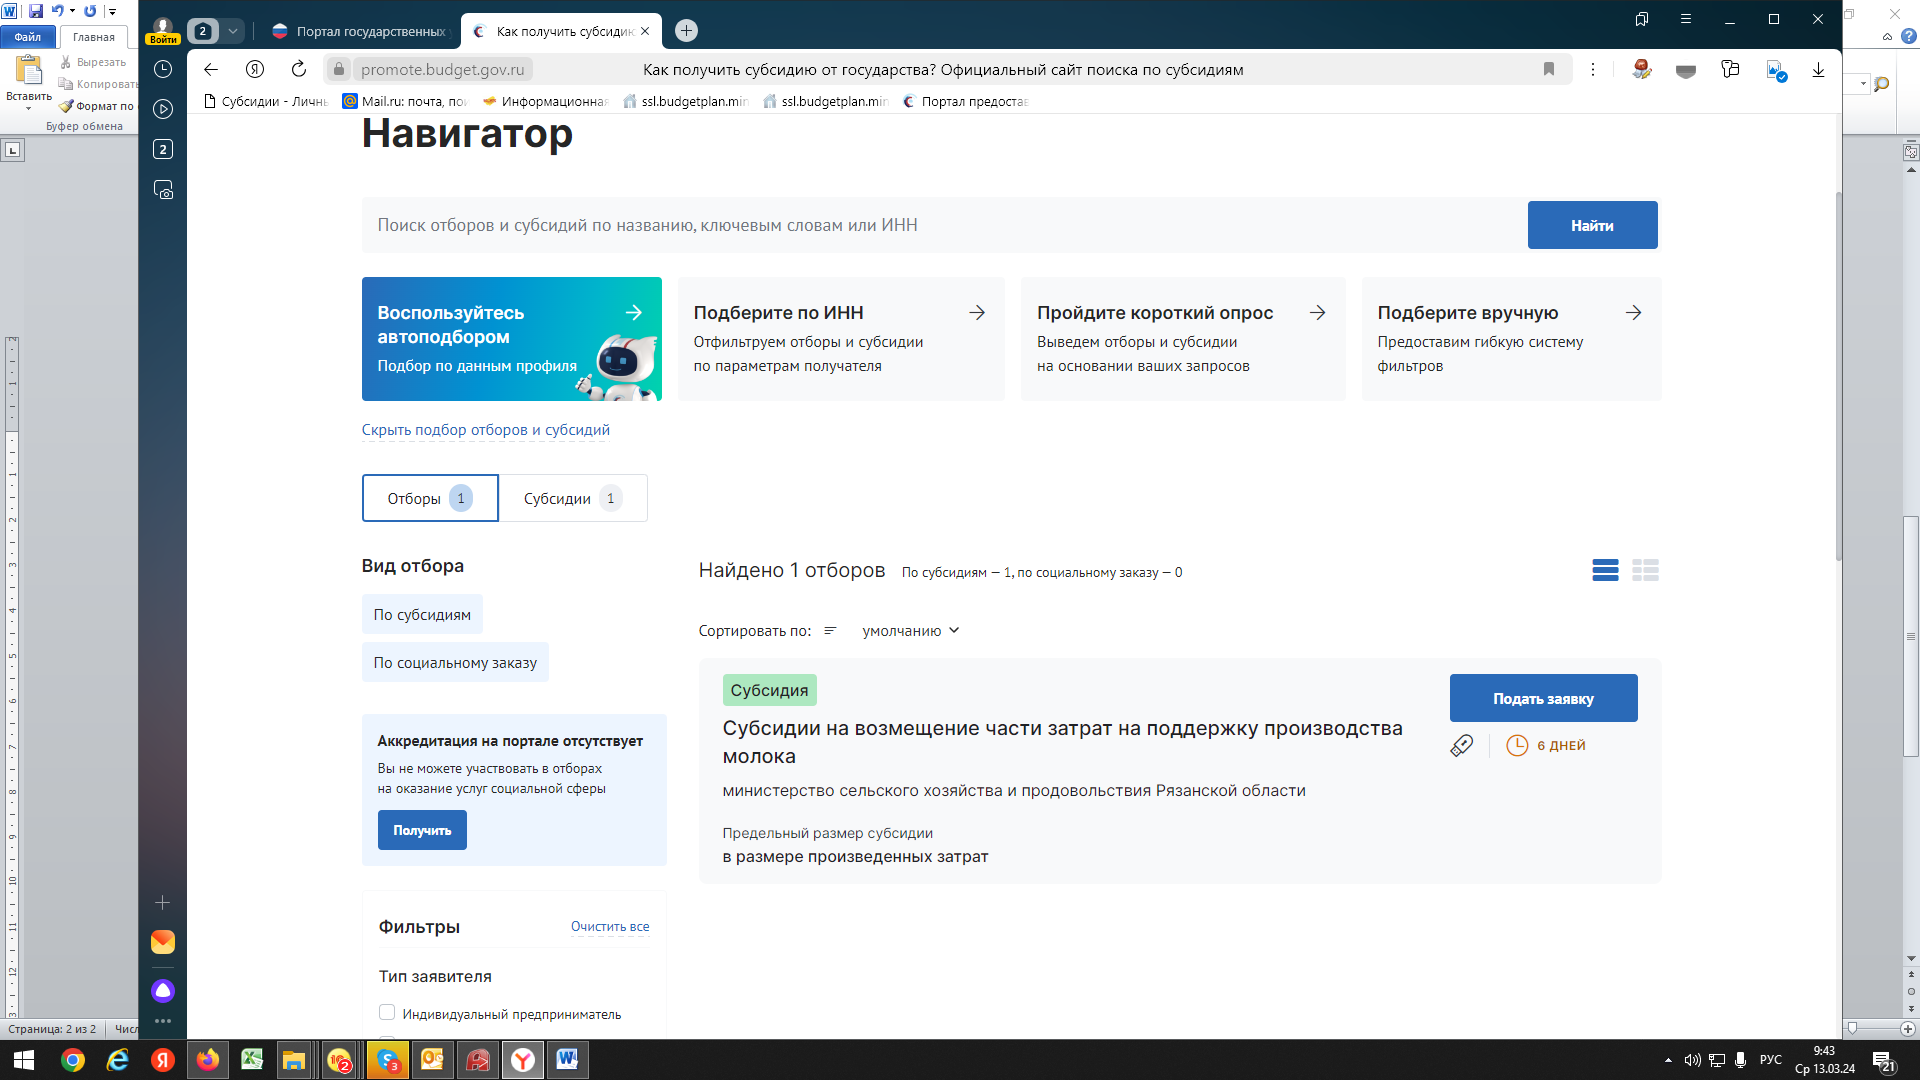 Файл
Главная
Вставить
Вырезать
Копировать
Формат по
Буфер обмена
Войти
2
Портал государственных
Как получить субсидию
promote.budget.gov.ru
Как получить субсидию от государства? Официальный сайт поиска по субсидиям
Субсидии - Личн
Mail.ru: почта, по
Информационная
ssl.budgetplan.min
ssl.budgetplan.min
Портал предостав
2
Навигатор
Поиск отборов и субсидий по названию, ключевым словам или ИНН
Найти
Воспользуйтесь
автоподбором
Подбор по данным профиля
Подберите по ИНН
Отфильтруем отборы и субсидии
по параметрам получателя
Пройдите короткий опрос
Выведем отборы и субсидии
на основании ваших запросов
Подберите вручную
Предоставим гибкую систему
фильтров
Скрыть подбор отборов и субсидий
Отборы 1
Субсидии 1
Вид отбора
По субсидиям
По социальному заказу
Найдено 1 отборов
По субсидиям — 1, по социальному заказу — 0
Сортировать по:
умолчанию
Аккредитация на портале отсутствует
Вы не можете участвовать в отборах
на оказание услуг социальной сферы
Получить
Субсидия
Субсидии на возмещение части затрат на поддержку производства
молока
министерство сельского хозяйства и продовольствия Рязанской области
Предельный размер субсидии
в размере произведенных затрат
Подать заявку
6 ДНЕЙ
Фильтры
Очистить все
Тип заявителя
Индивидуальный предприниматель
Страница: 2 из 2
Числ
РУС
9:43
Ср 13.03.24
21